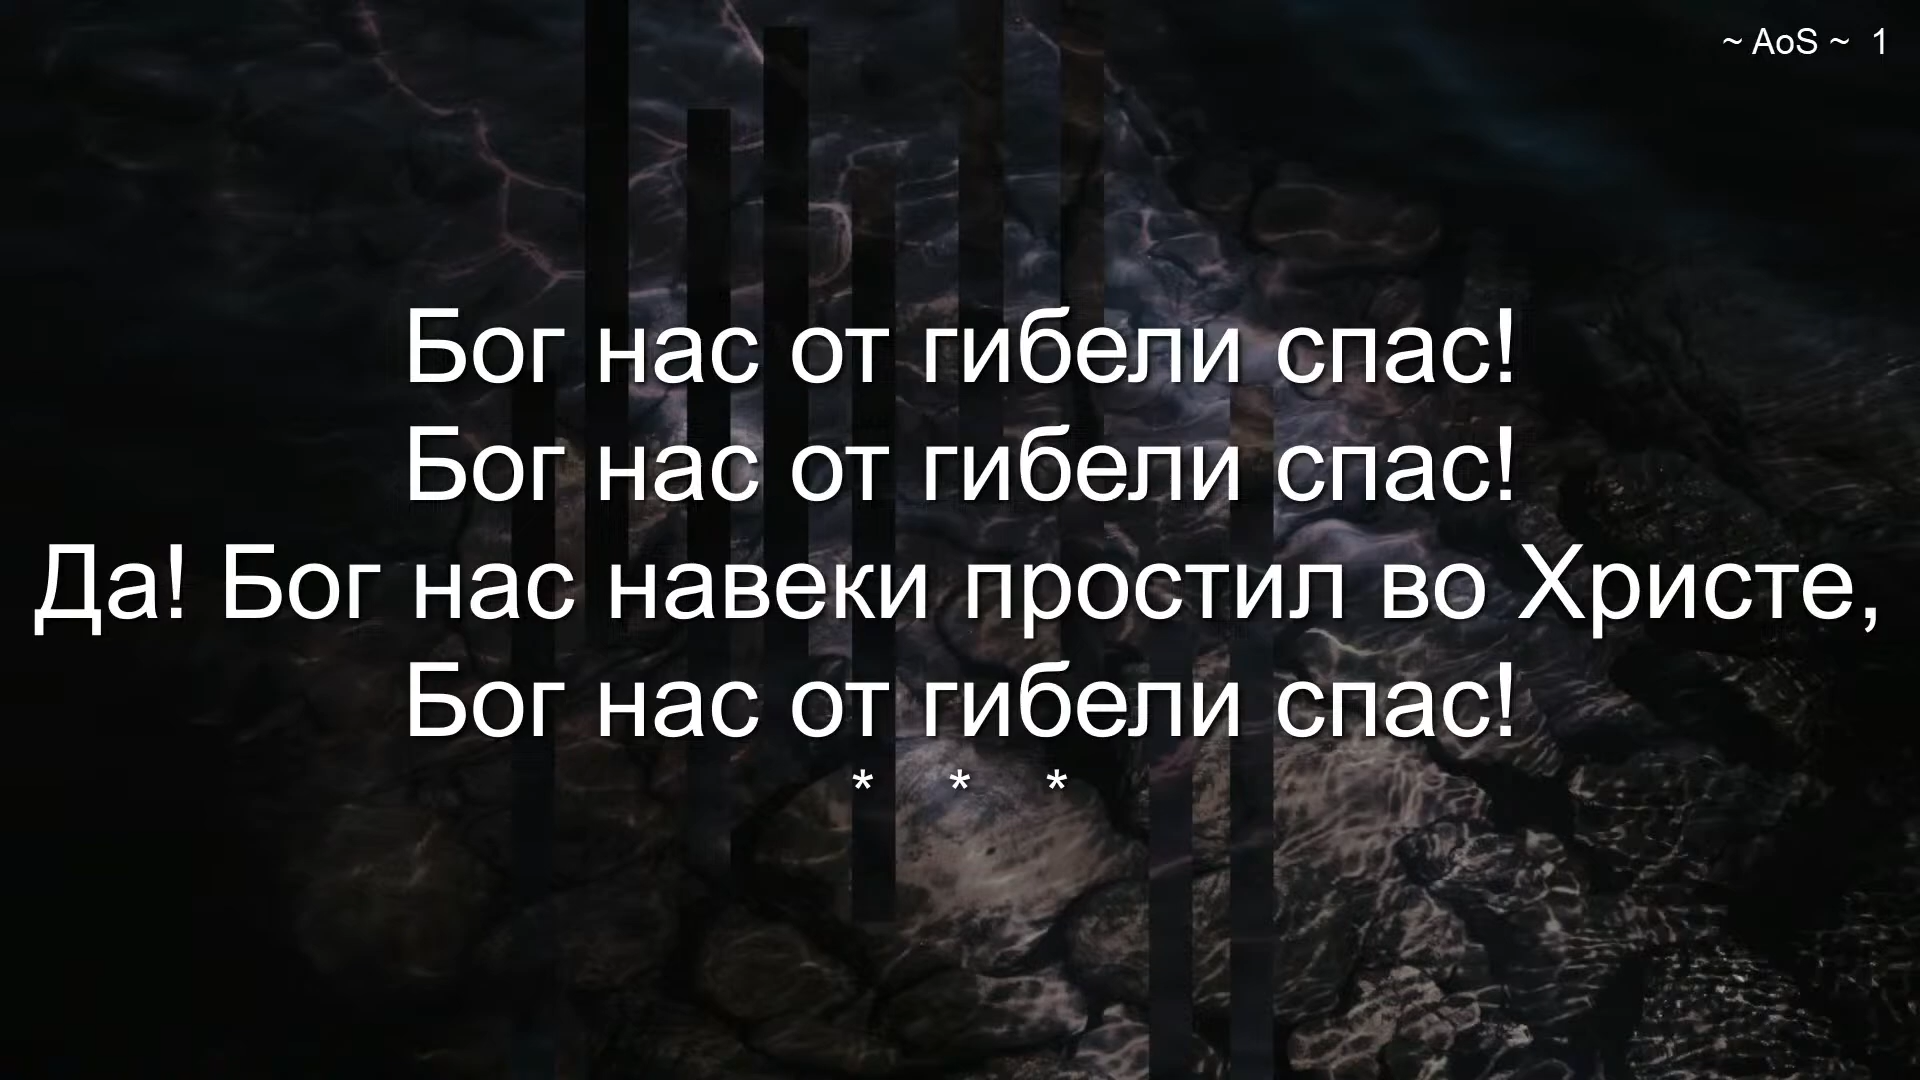 ~ AoS ~ 1
Бог нас от гибели спас!
Бог нас от гибели спас!
Да! Бог нас навеки простил во Христе,
Бог нас от гибели спас!
* * *